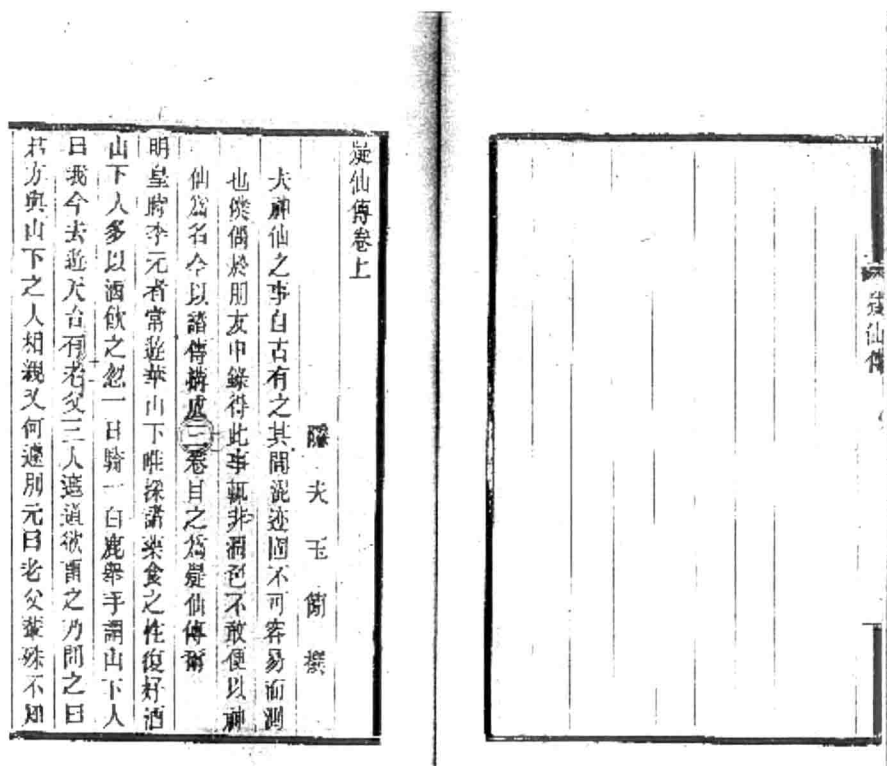 疑仙傳
疑仙傳卷上
隱夫玉簡撰
夫神仙之事自古有之其間混迹固不可容易而測
也僕偶於朋友中錄得此事輒非潤色不敢便以神
仙爲名今以諸傳構成三卷目之爲疑仙傳爾
明皇時李元者常遊華山下唯採諸藥食之性復好酒
山下人多以酒飲之忽一日騎一白鹿舉手謂山下人
曰我今去遊天台有老父三人遮道欲畱之乃問之曰
君方與山下之人相親又何遽別元曰老父輩殊不知